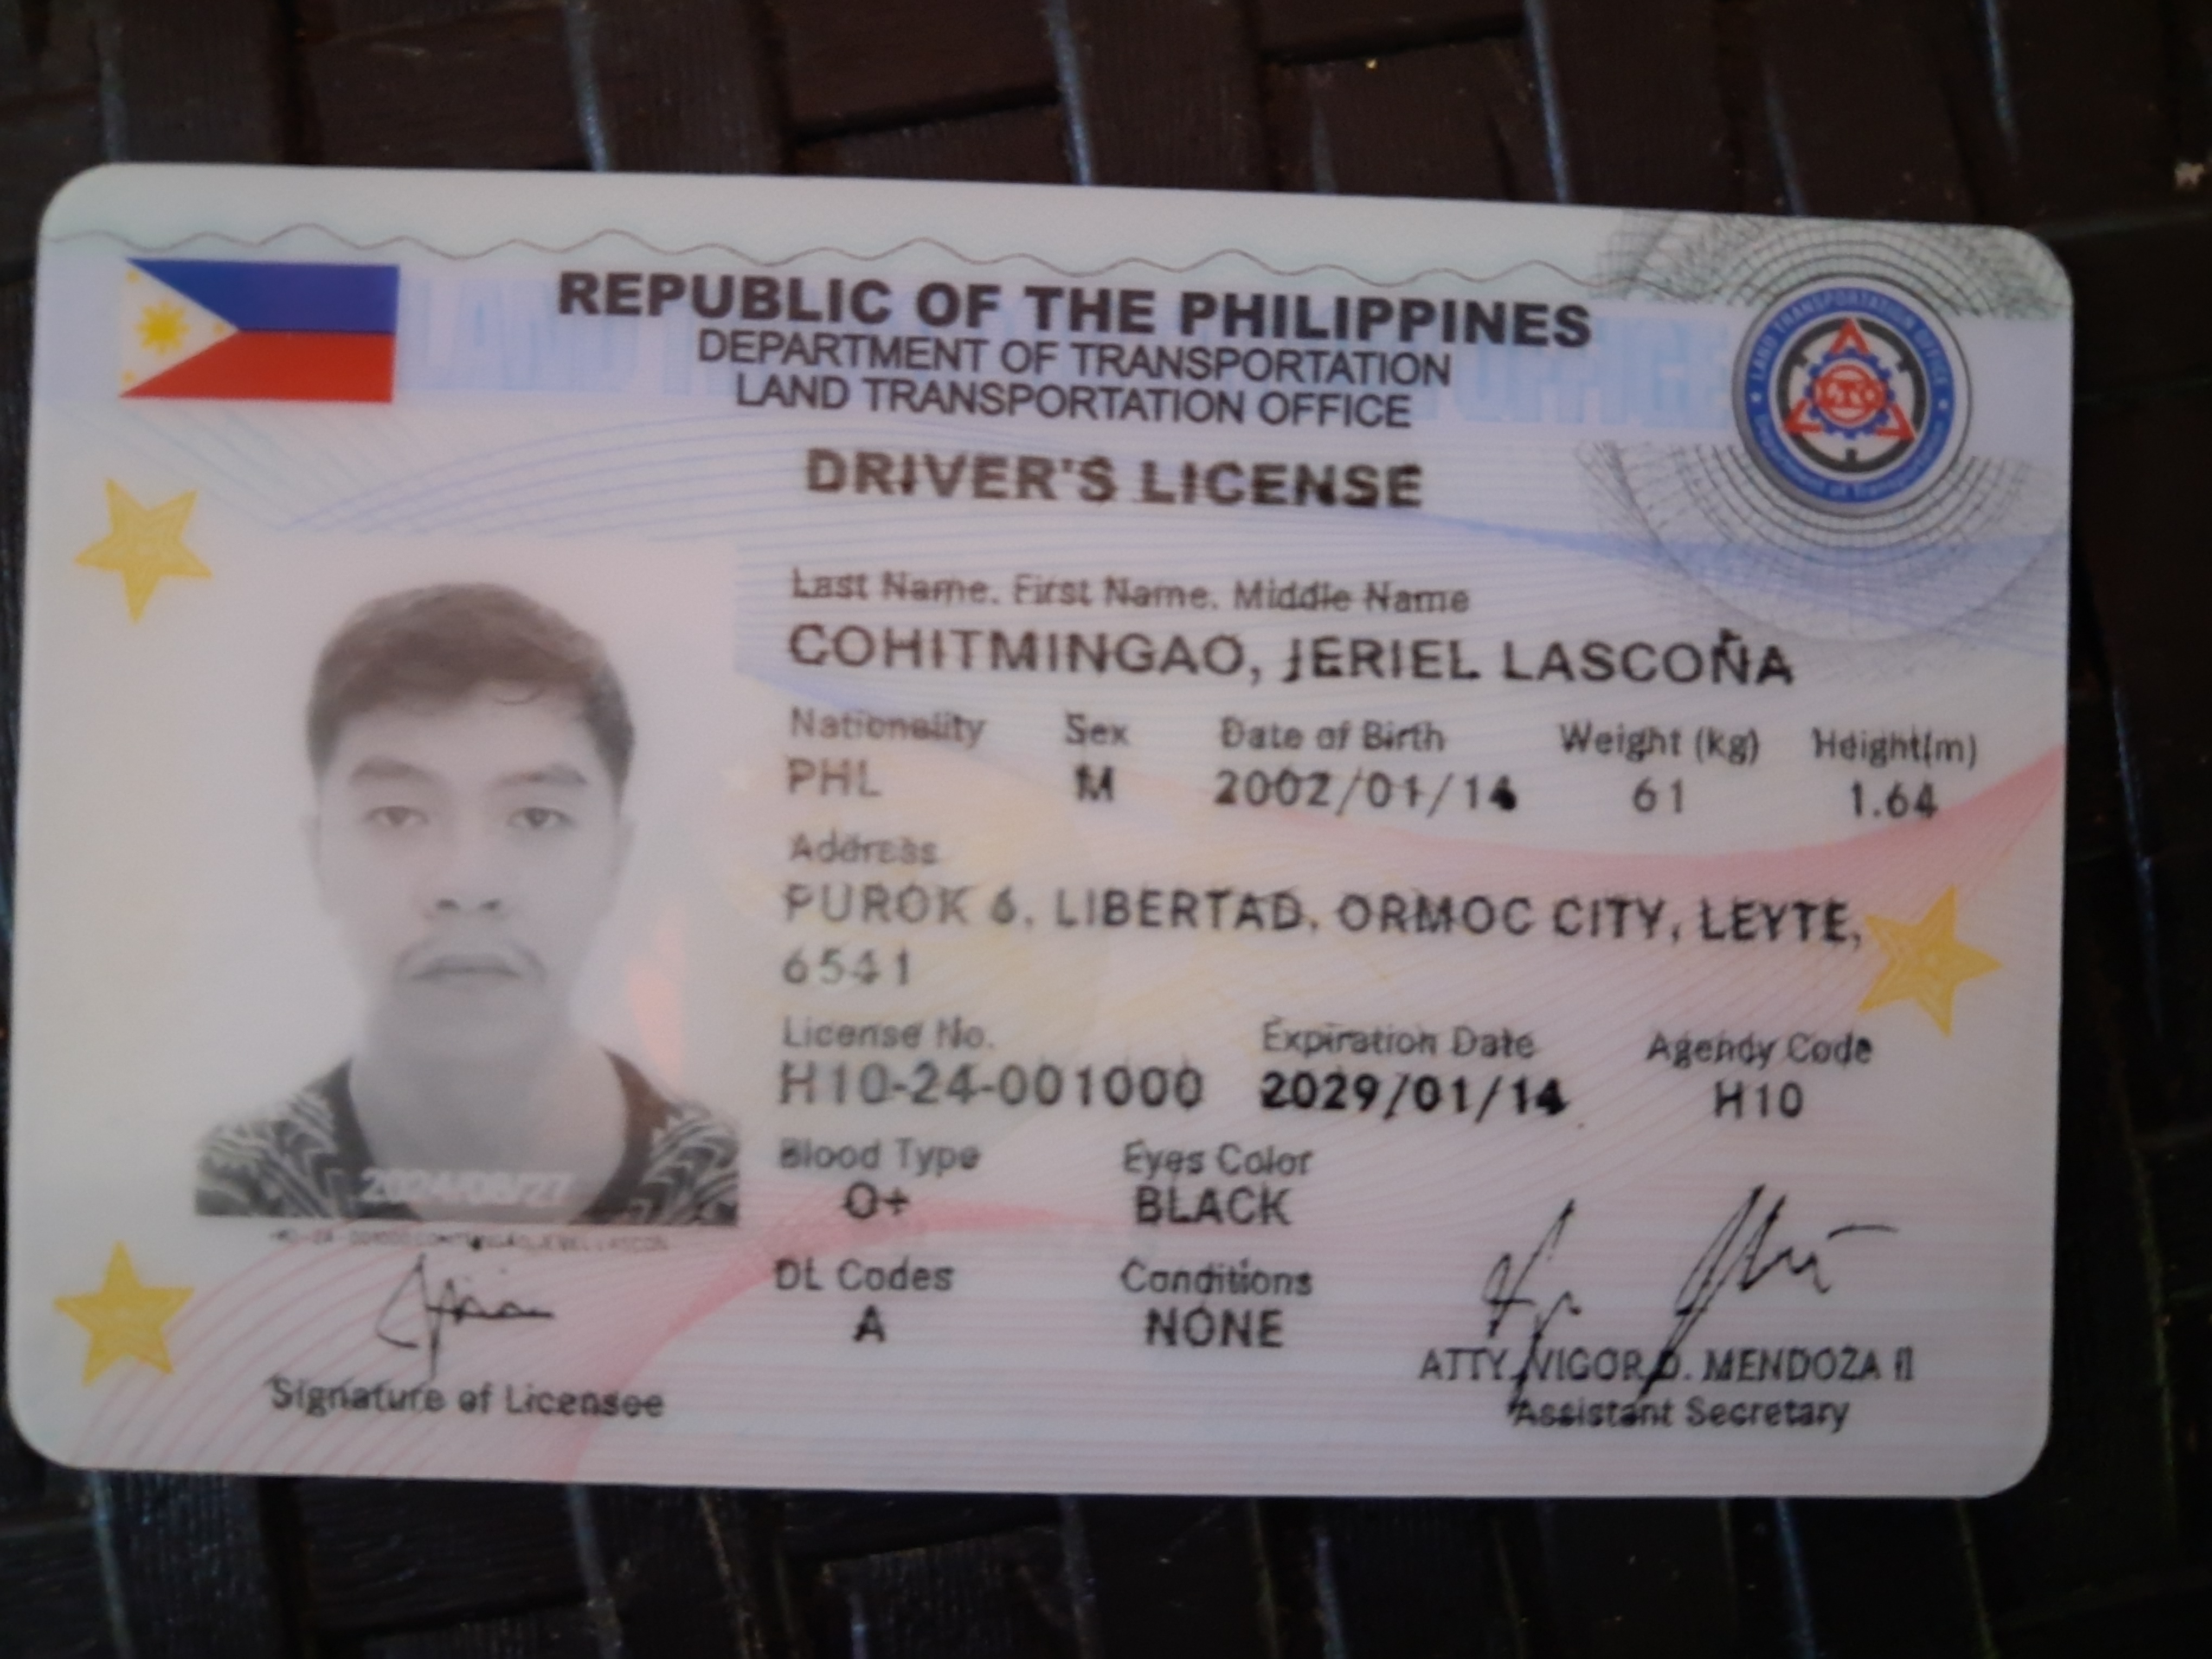 REPUBLIC OF THE PHILIPPINES
DEPARTMENT OF TRANSPORTATION
LAND TRANSPORTATION OFFICE
DRIVER'S LICENSE
Last Name, First Name, Middle Name
COHITMINGAO, JERIEL LASCOÑA
Nationality Sex Date of Birth Weight (kg) Height(m)
PHL M 2002/01/14 61 1.64
Address
PUROK 6, LIBERTAD, ORMOC CITY, LEYTE,
6541
License No. Expiration Date Agency Code
H10-24-001000 2029/01/14 H10
Blood Type Eyes Color
O+ BLACK
DL Codes Conditions
A NONE
2024/06/27
Signature of Licensee
ATTY. VIGOR D. MENDOZA II
Assistant Secretary
LAND TRANSPORTATION OFFICE
LTO